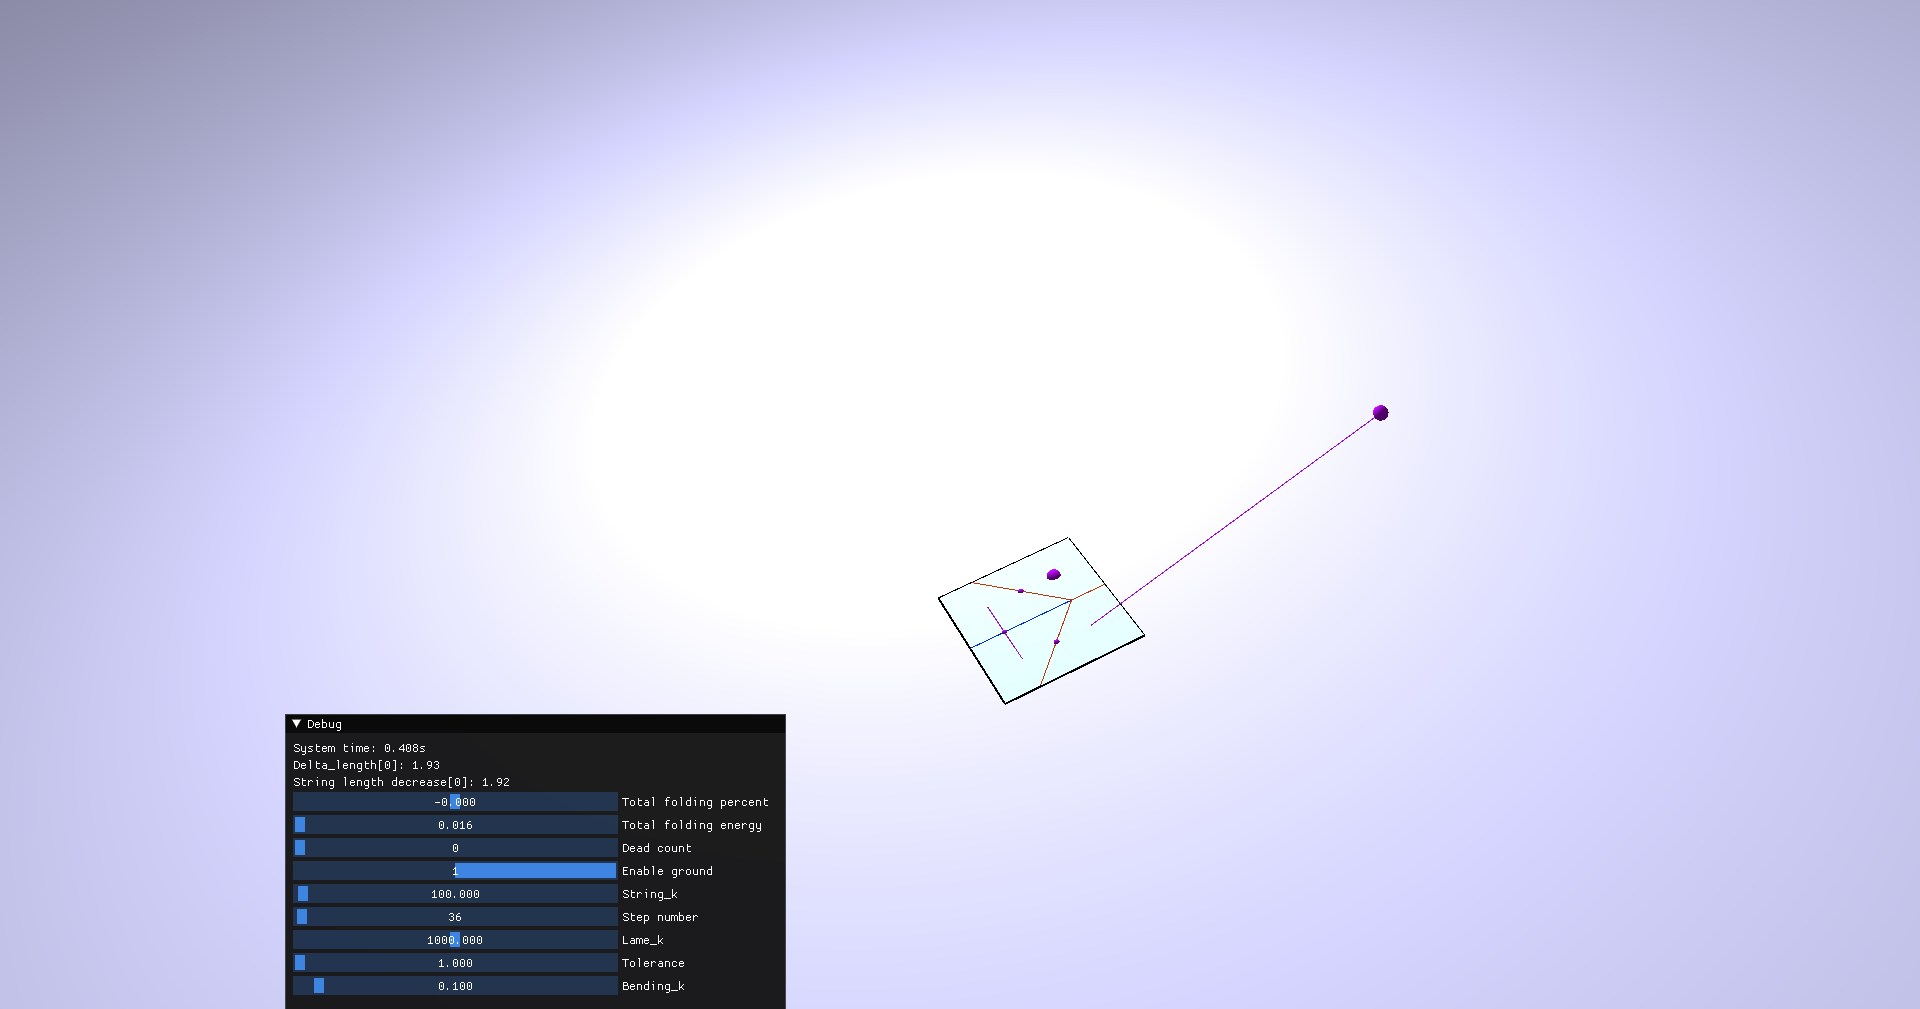 Debug
System time: 0.408s
Delta_length[0]: 1.93
String length decrease[0]: 1.92
-0.000 Total folding percent
0.016 Total folding energy
0 Dead count
1 Enable ground
100.000 String_k
36 Step number
1000.000 Lame_k
1.000 Tolerance
0.100 Bending_k